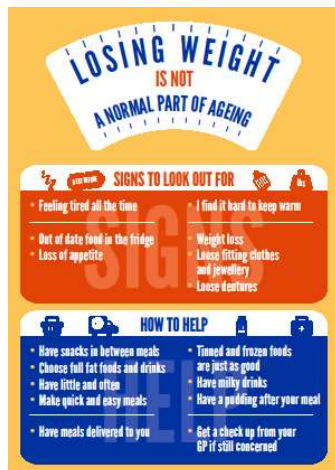 LOSING WEIGHT
IS NOT
A NORMAL PART OF AGEING
SIGNS TO LOOK OUT FOR
• Feeling tired all the time
• Out of date food in the fridge
• Loss of appetite
• I find it hard to keep warm
• Weight loss
• Loose fitting clothes
and jewellery
• Loose dentures
SIGNS
HOW TO HELP
• Have snacks in between meals
• Choose full fat foods and drinks
• Have little and often
• Make quick and easy meals
• Have meals delivered to you
• Tinned and frozen foods
are just as good
• Have milky drinks
• Have a pudding after your meal
• Get a check up from your
GP if still concerned
HELP